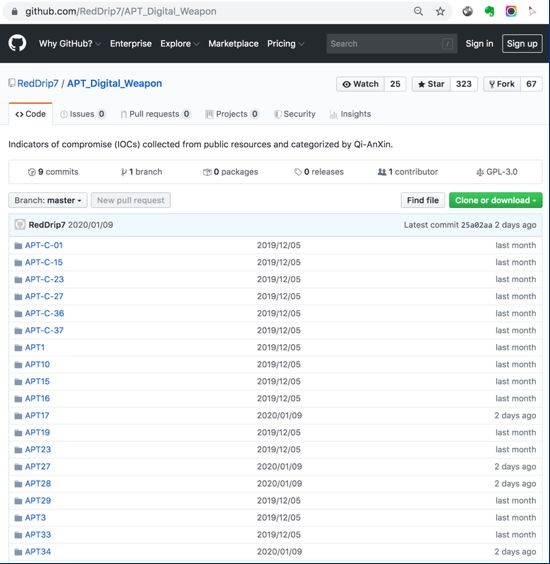 github.com/RedDrip7/APT_Digital_Weapon
Why GitHub? Enterprise Explore Marketplace Pricing Search / Sign in Sign up
RedDrip7 / APT_Digital_Weapon Watch 25 Star 323 Fork 67
Code Issues 0 Pull requests 0 Projects 0 Security Insights
Indicators of compromise (IOCs) collected from public resources and categorized by Qi-AnXin.
9 commits 1 branch 0 packages 0 releases 1 contributor GPL-3.0
Branch: master New pull request Find file Clone or download
RedDrip7 2020/01/09 Latest commit 25a02aa 2 days ago
APT-C-01 2019/12/05 last month
APT-C-15 2019/12/05 last month
APT-C-23 2019/12/05 last month
APT-C-27 2019/12/05 last month
APT-C-36 2019/12/05 last month
APT-C-37 2019/12/05 last month
APT1 2019/12/05 last month
APT10 2019/12/05 last month
APT15 2019/12/05 last month
APT16 2019/12/05 last month
APT17 2020/01/09 2 days ago
APT19 2019/12/05 last month
APT23 2019/12/05 last month
APT27 2020/01/09 2 days ago
APT28 2020/01/09 2 days ago
APT29 2019/12/05 last month
APT3 2019/12/05 last month
APT33 2019/12/05 last month
APT34 2020/01/09 2 days ago